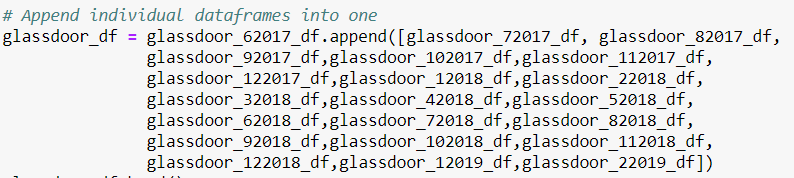 # Append individual dataframes into one
glassdoor_df = glassdoor_62017_df.append([glassdoor_72017_df, glassdoor_82017_df,
glassdoor_92017_df,glassdoor_102017_df,glassdoor_112017_df,
glassdoor_122017_df,glassdoor_12018_df,glassdoor_22018_df,
glassdoor_32018_df,glassdoor_42018_df,glassdoor_52018_df,
glassdoor_62018_df,glassdoor_72018_df,glassdoor_82018_df,
glassdoor_92018_df,glassdoor_102018_df,glassdoor_112018_df,
glassdoor_122018_df,glassdoor_12019_df,glassdoor_22019_df])